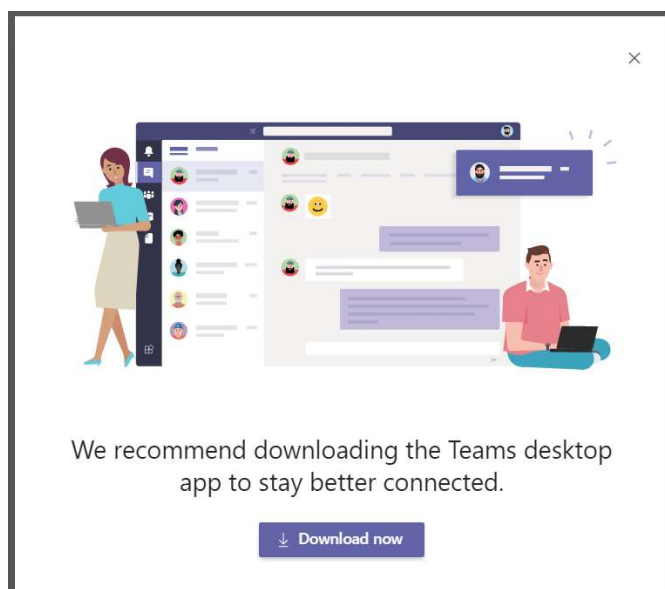 We recommend downloading the Teams desktop
app to stay better connected.
Download now